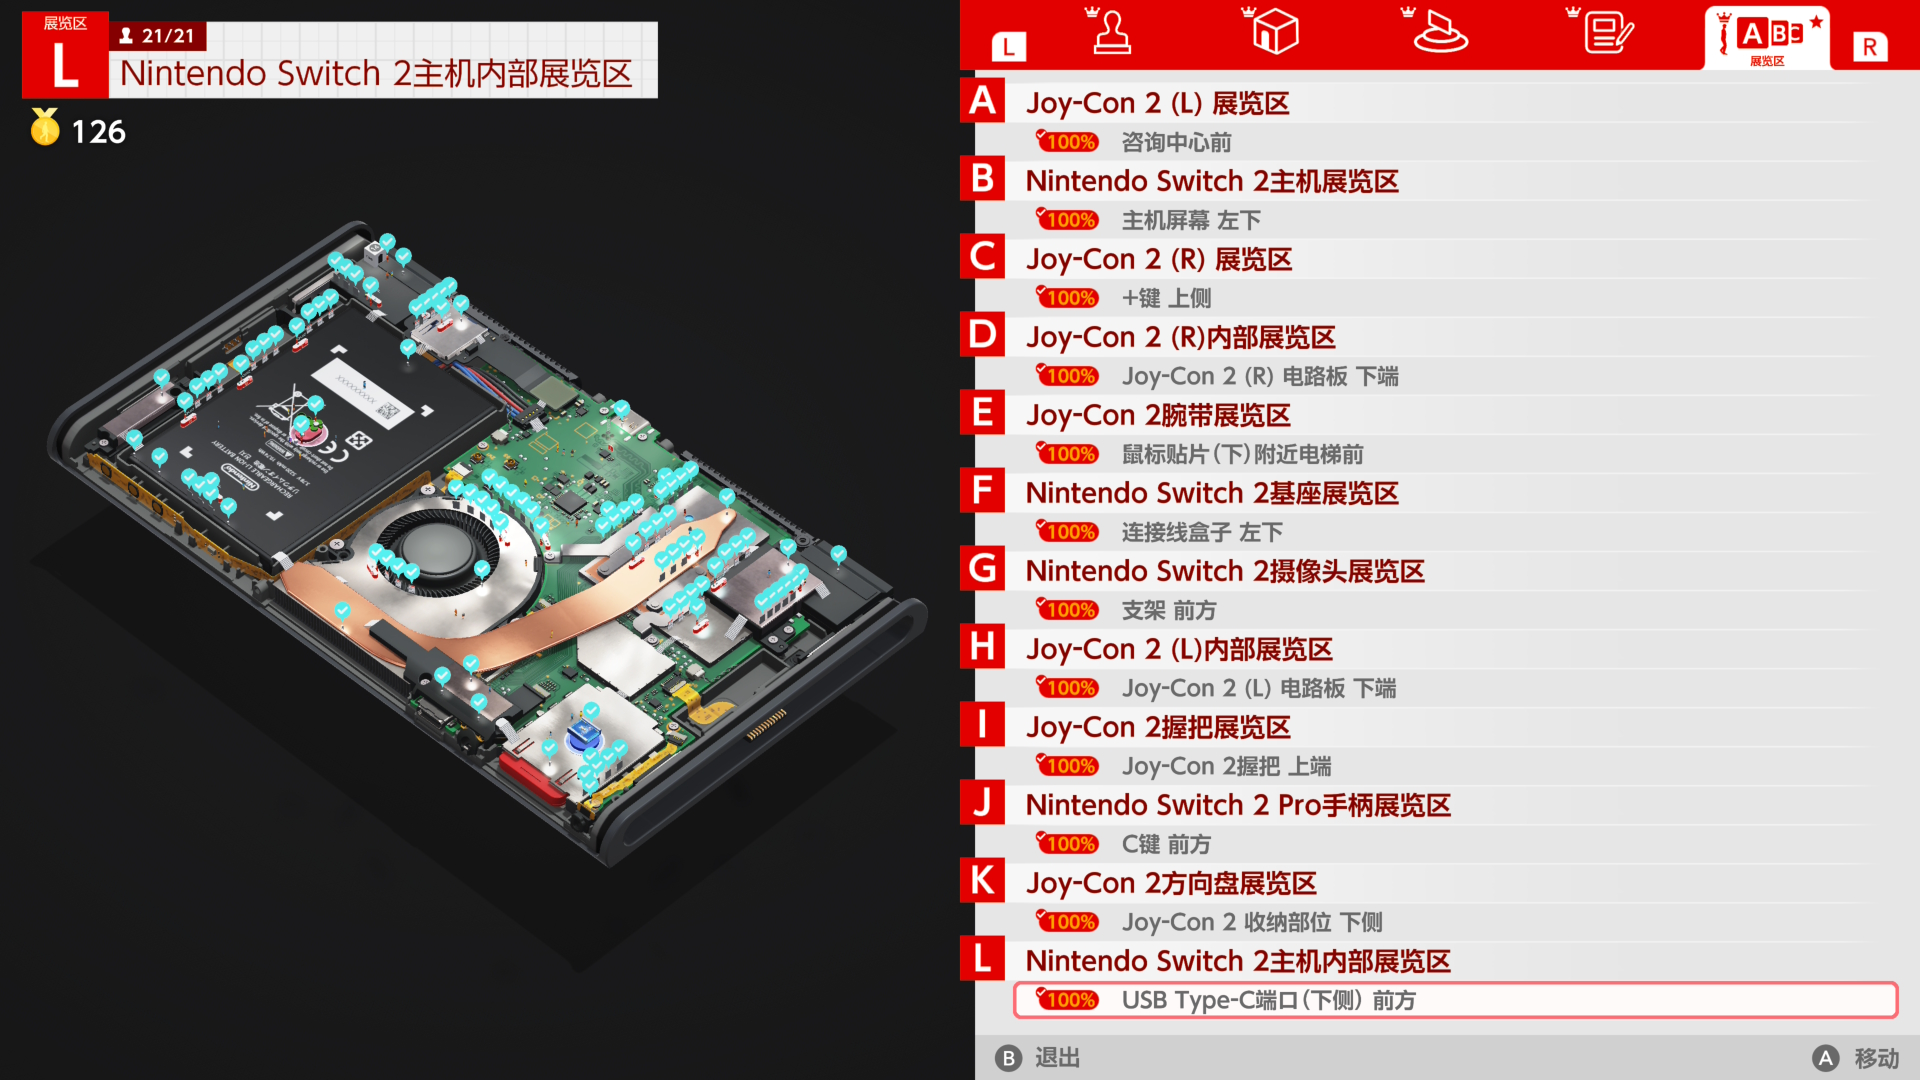 展览区
L
21/21
Nintendo Switch 2主机内部展览区
126
XXXXXXXXXX
Nintendo
RECHARGEABLE LI-ION BATTERY
L
ABC
展览区
R
A
Joy-Con 2 (L) 展览区
100% 咨询中心前
B
Nintendo Switch 2主机展览区
100% 主机屏幕 左下
C
Joy-Con 2 (R) 展览区
100% +键 上侧
D
Joy-Con 2 (R)内部展览区
100% Joy-Con 2 (R) 电路板 下端
E
Joy-Con 2腕带展览区
100% 鼠标贴片(下)附近电梯前
F
Nintendo Switch 2基座展览区
100% 连接线盒子 左下
G
Nintendo Switch 2摄像头展览区
100% 支架 前方
H
Joy-Con 2 (L)内部展览区
100% Joy-Con 2 (L) 电路板 下端
I
Joy-Con 2握把展览区
100% Joy-Con 2握把 上端
J
Nintendo Switch 2 Pro手柄展览区
100% C键 前方
K
Joy-Con 2方向盘展览区
100% Joy-Con 2 收纳部位 下侧
L
Nintendo Switch 2主机内部展览区
100% USB Type-C端口(下侧) 前方
B 退出
A 移动